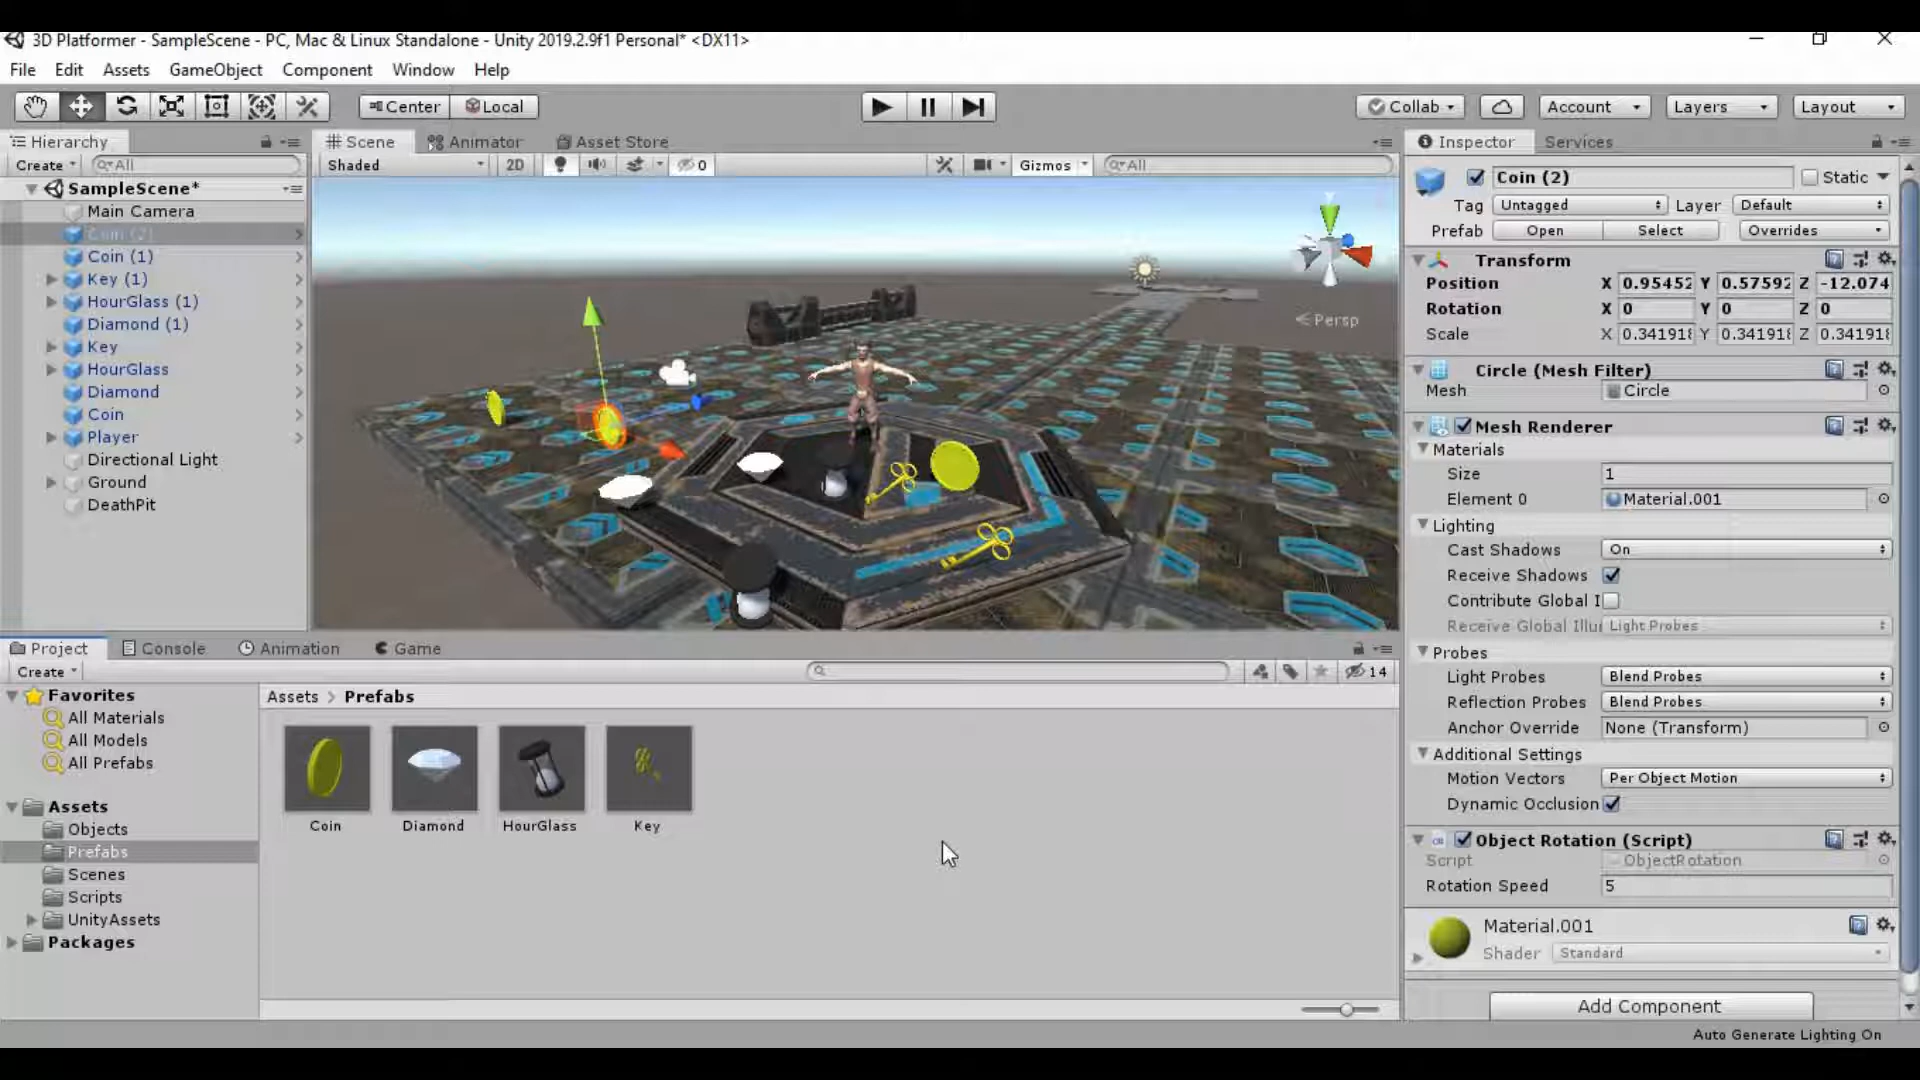 3D Platformer - SampleScene - PC, Mac & Linux Standalone - Unity 2019.2.9f1 Personal* <DX11>
File Edit Assets GameObject Component Window Help
Center Local Collab Account Layers Layout
Hierarchy
Create All
SampleScene*
Main Camera
Coin (2)
Coin (1)
Key (1)
HourGlass (1)
Diamond (1)
Key
HourGlass
Diamond
Coin
Player
Directional Light
Ground
DeathPit
Scene Animator Asset Store
Shaded 2D 0 Gizmos All
Persp
Inspector Services
Coin (2) Static
Tag Untagged Layer Default
Prefab Open Select Overrides
Transform
Position X 0.95452 Y 0.57592 Z -12.074
Rotation X 0 Y 0 Z 0
Scale X 0.341918 Y 0.341918 Z 0.341918
Circle (Mesh Filter)
Mesh Circle
Mesh Renderer
Materials
Size 1
Element 0 Material.001
Lighting
Cast Shadows On
Receive Shadows
Contribute Global I
Receive Global Illu Light Probes
Probes
Light Probes Blend Probes
Reflection Probes Blend Probes
Anchor Override None (Transform)
Additional Settings
Motion Vectors Per Object Motion
Dynamic Occlusion
Object Rotation (Script)
Script ObjectRotation
Rotation Speed 5
Material.001
Shader Standard
Add Component
Project Console Animation Game
Create 14
Favorites
All Materials
All Models
All Prefabs
Assets
Objects
Prefabs
Scenes
Scripts
UnityAssets
Packages
Assets Prefabs
Coin Diamond HourGlass Key
Auto Generate Lighting On